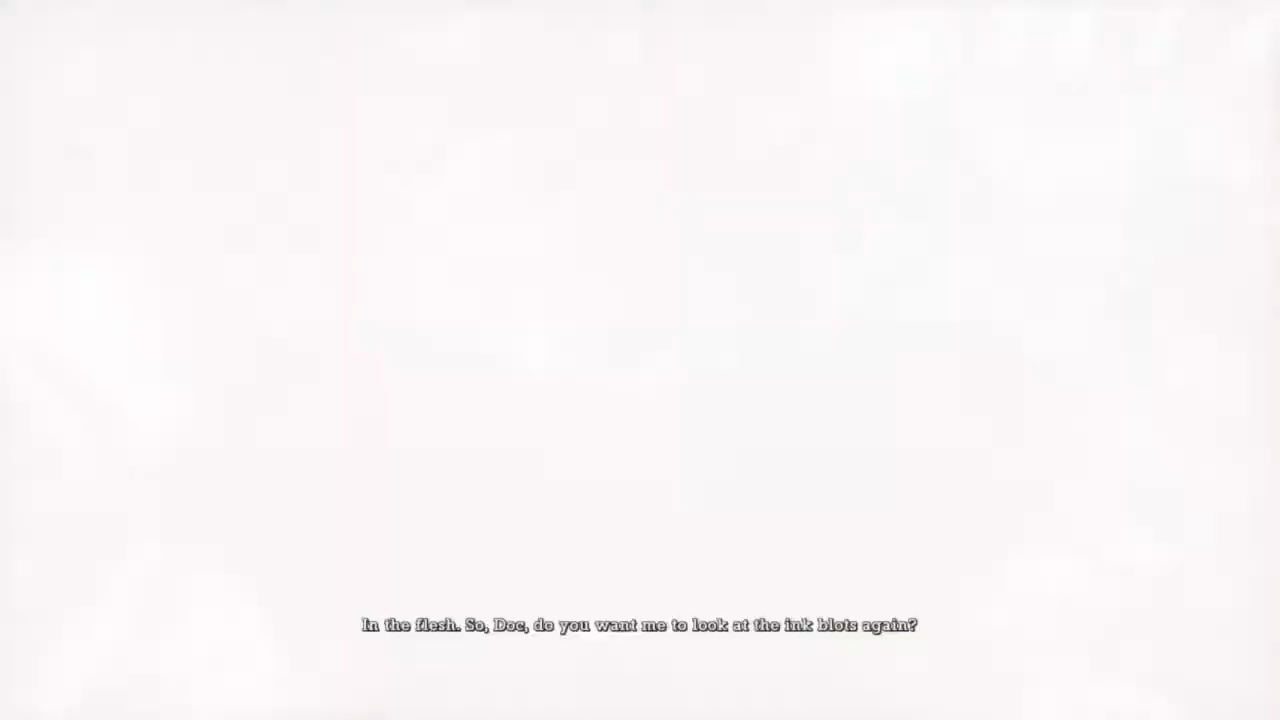 In the flesh. So, Doc, do you want me to look at the ink blots again?